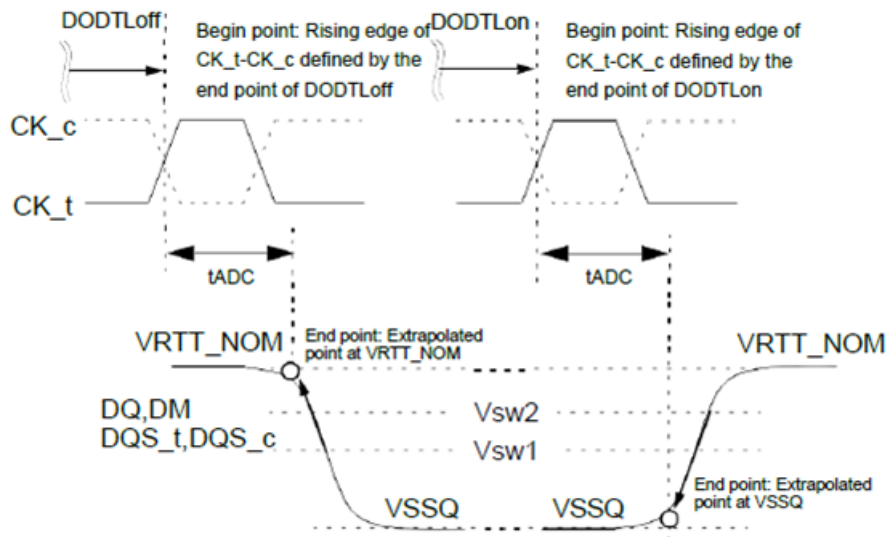 DODTLoff
Begin point: Rising edge of
CK_t-CK_c defined by the
end point of DODTLoff
DODTLon
Begin point: Rising edge of
CK_t-CK_c defined by the
end point of DODTLon
CK_c
CK_t
tADC
tADC
VRTT_NOM
End point: Extrapolated
point at VRTT_NOM
VRTT_NOM
DQ,DM
DQS_t,DQS_c
Vsw2
Vsw1
VSSQ
VSSQ
End point: Extrapolated
point at VSSQ